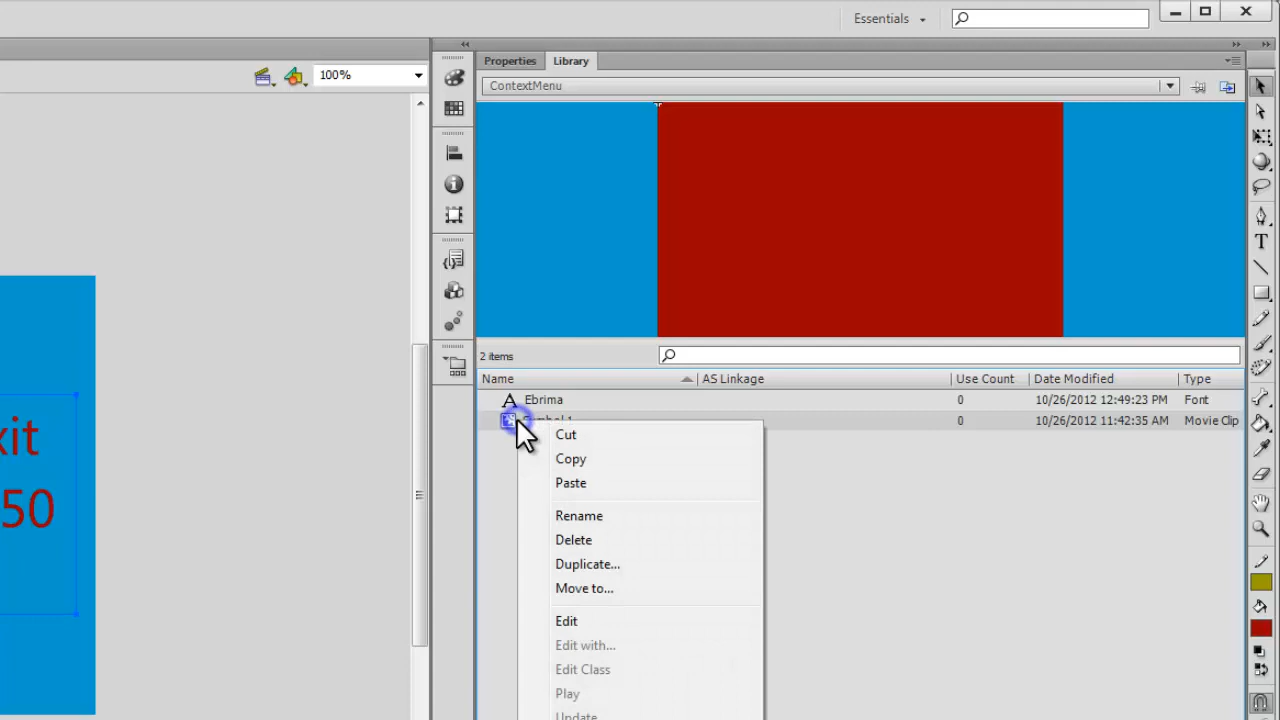 Essentials
100%
Properties
Library
ContextMenu
2 items
Name
AS Linkage
Use Count
Date Modified
Type
Ebrima
0
10/26/2012 12:49:23 PM
Font
0
10/26/2012 11:42:35 AM
Movie Clip
xit
50
Cut
Copy
Paste
Rename
Delete
Duplicate...
Move to...
Edit
Edit with...
Edit Class
Play
Update